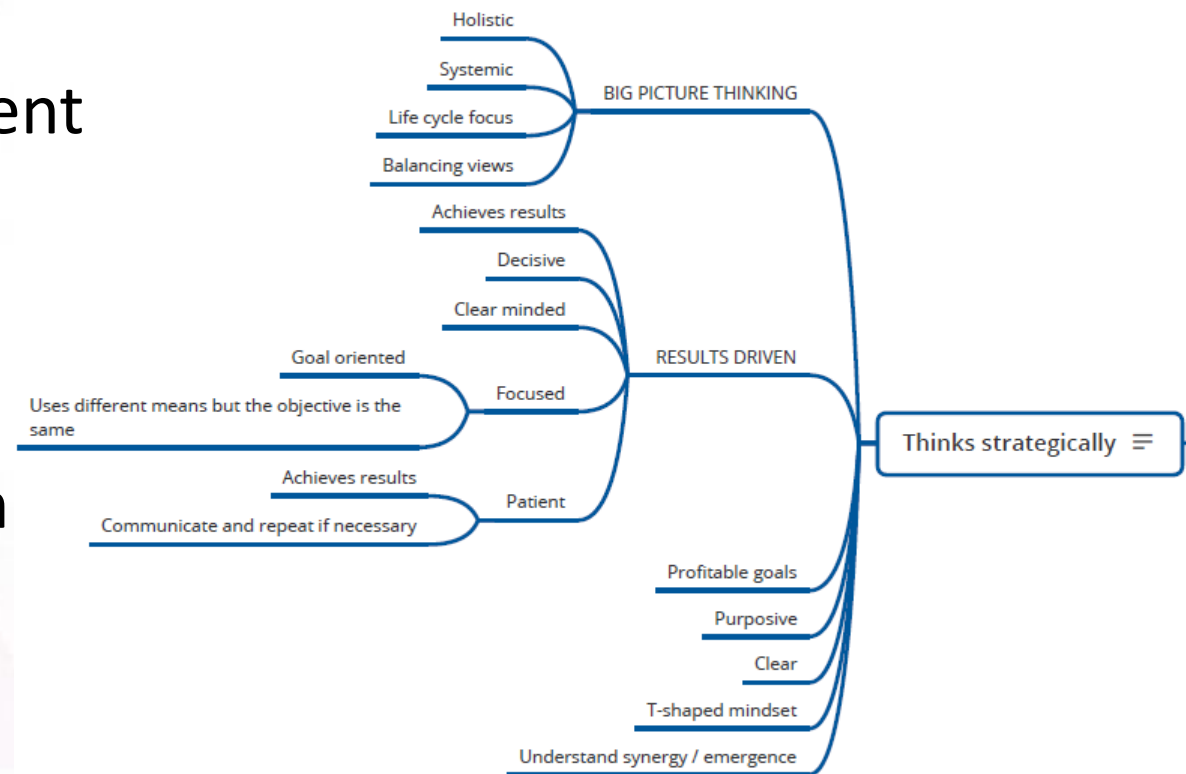 ent
n
Holistic
Systemic
Life cycle focus
Balancing views
BIG PICTURE THINKING
Achieves results
Decisive
Clear minded
Goal oriented
Uses different means but the objective is the
same
Focused
Achieves results
Communicate and repeat if necessary
Patient
RESULTS DRIVEN
Profitable goals
Purposive
Clear
T-shaped mindset
Understand synergy / emergence
Thinks strategically